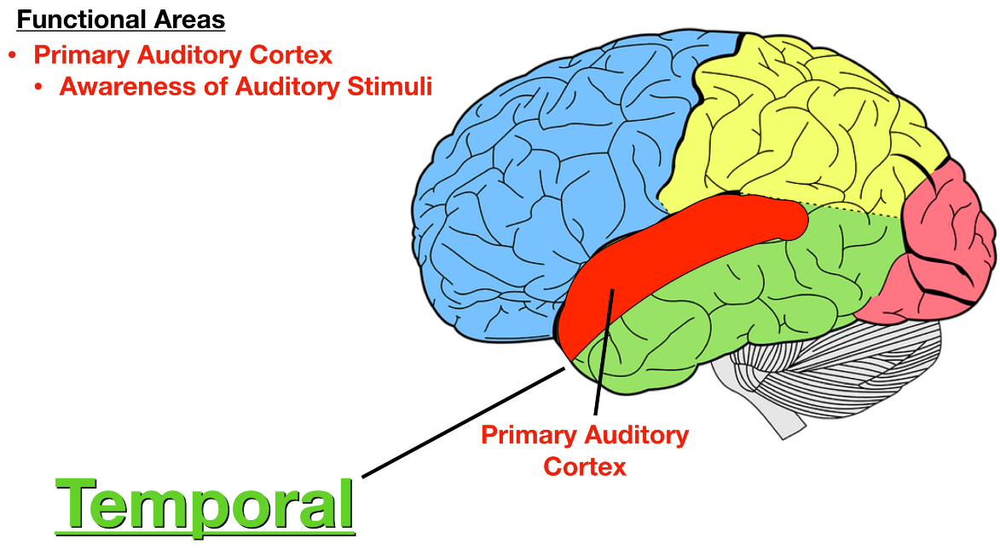 Functional Areas
• Primary Auditory Cortex
• Awareness of Auditory Stimuli
Primary Auditory
Cortex
Temporal